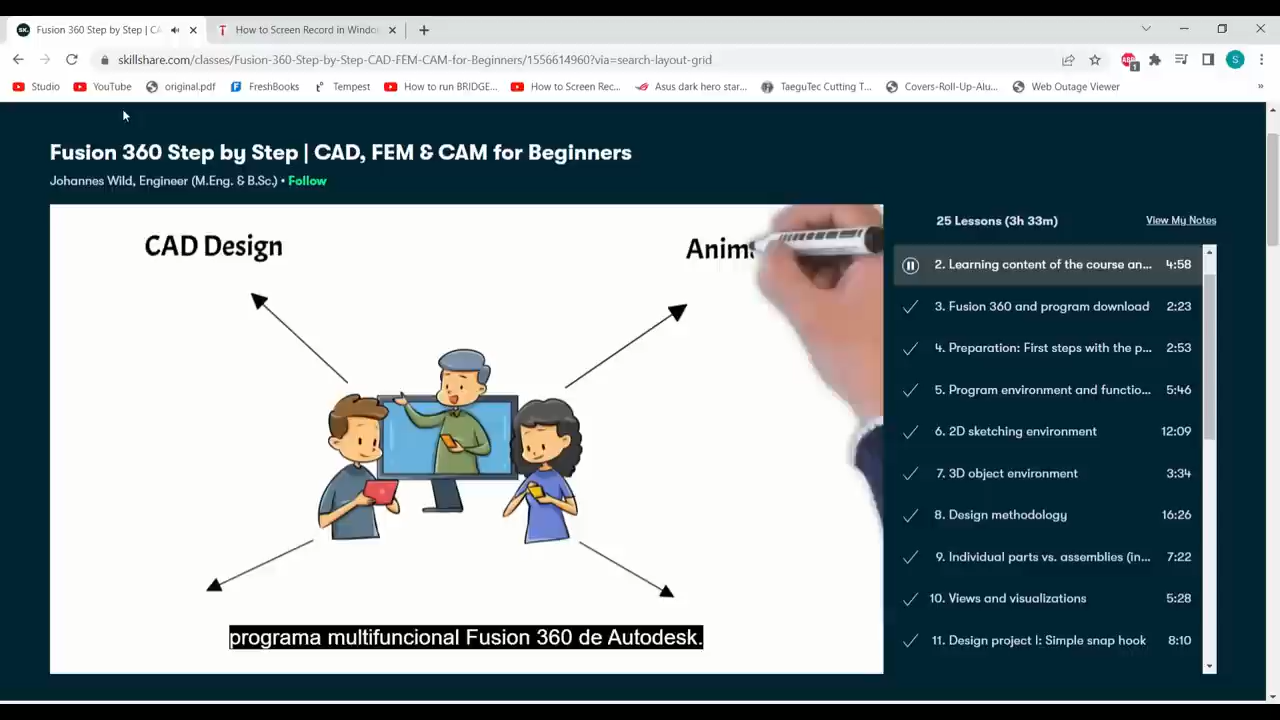 Fusion 360 Step by Step | CA
How to Screen Record in Windo
skillshare.com/classes/Fusion-360-Step-by-Step-CAD-FEM-CAM-for-Beginners/1556614960?via=search-layout-grid
Studio
YouTube
original.pdf
FreshBooks
Tempest
How to run BRIDGE...
How to Screen Rec...
Asus dark hero star...
TaeguTec Cutting T...
Covers-Roll-Up-Alu...
Web Outage Viewer
Fusion 360 Step by Step | CAD, FEM & CAM for Beginners
Johannes Wild, Engineer (M.Eng. & B.Sc.) • Follow
CAD Design
Anim
programa multifuncional Fusion 360 de Autodesk.
25 Lessons (3h 33m)
View My Notes
2. Learning content of the course an... 4:58
3. Fusion 360 and program download 2:23
4. Preparation: First steps with the p... 2:53
5. Program environment and functio... 5:46
6. 2D sketching environment 12:09
7. 3D object environment 3:34
8. Design methodology 16:26
9. Individual parts vs. assemblies (in... 7:22
10. Views and visualizations 5:28
11. Design project I: Simple snap hook 8:10